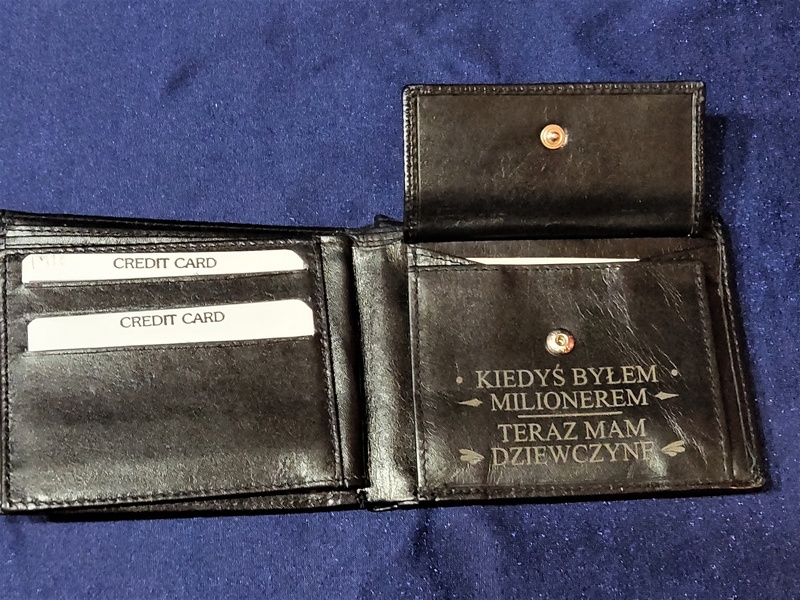 CREDIT CARD
CREDIT CARD
KIEDYŚ BYŁEM
MILIONEREM
TERAZ MAM
DZIEWCZYNĘ